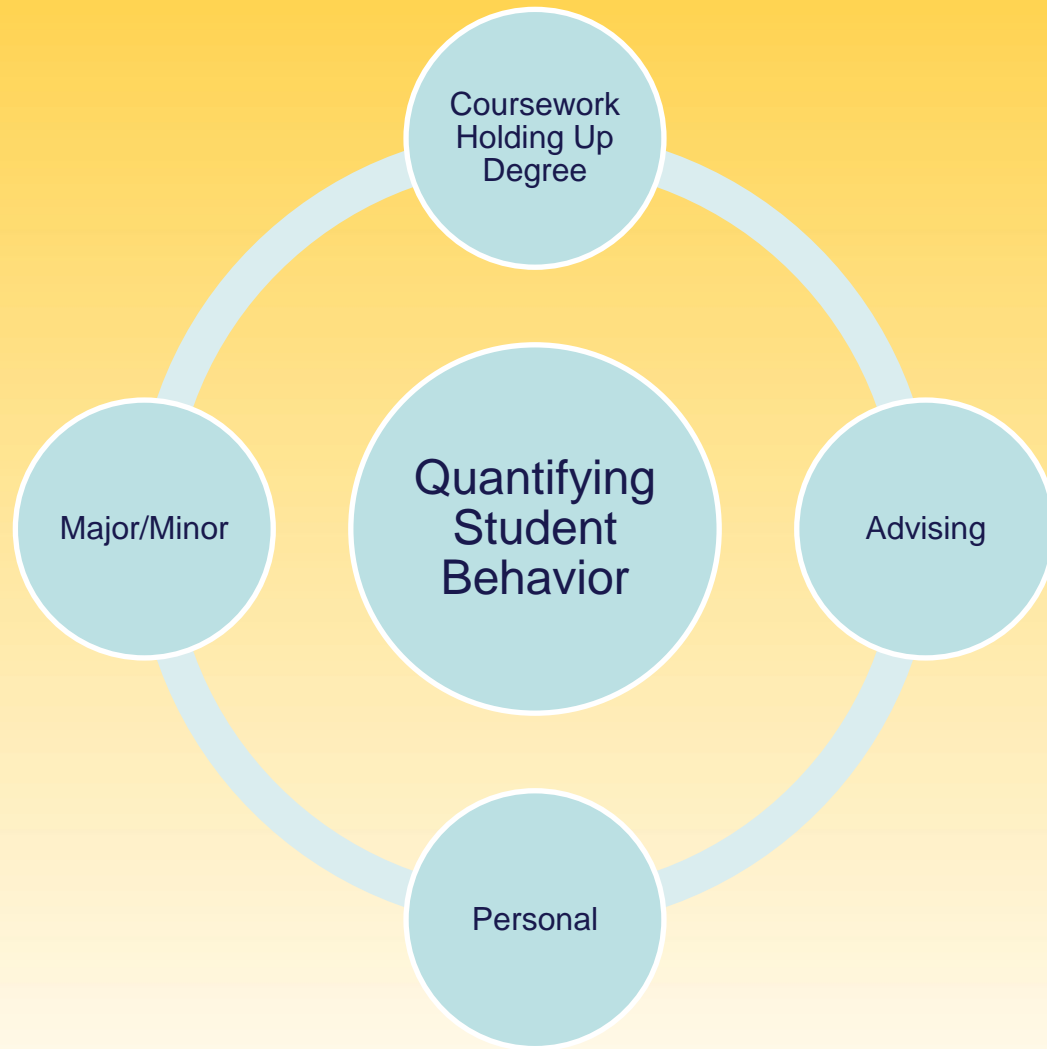 Coursework
Holding Up
Degree
Major/Minor
Quantifying
Student
Behavior
Advising
Personal